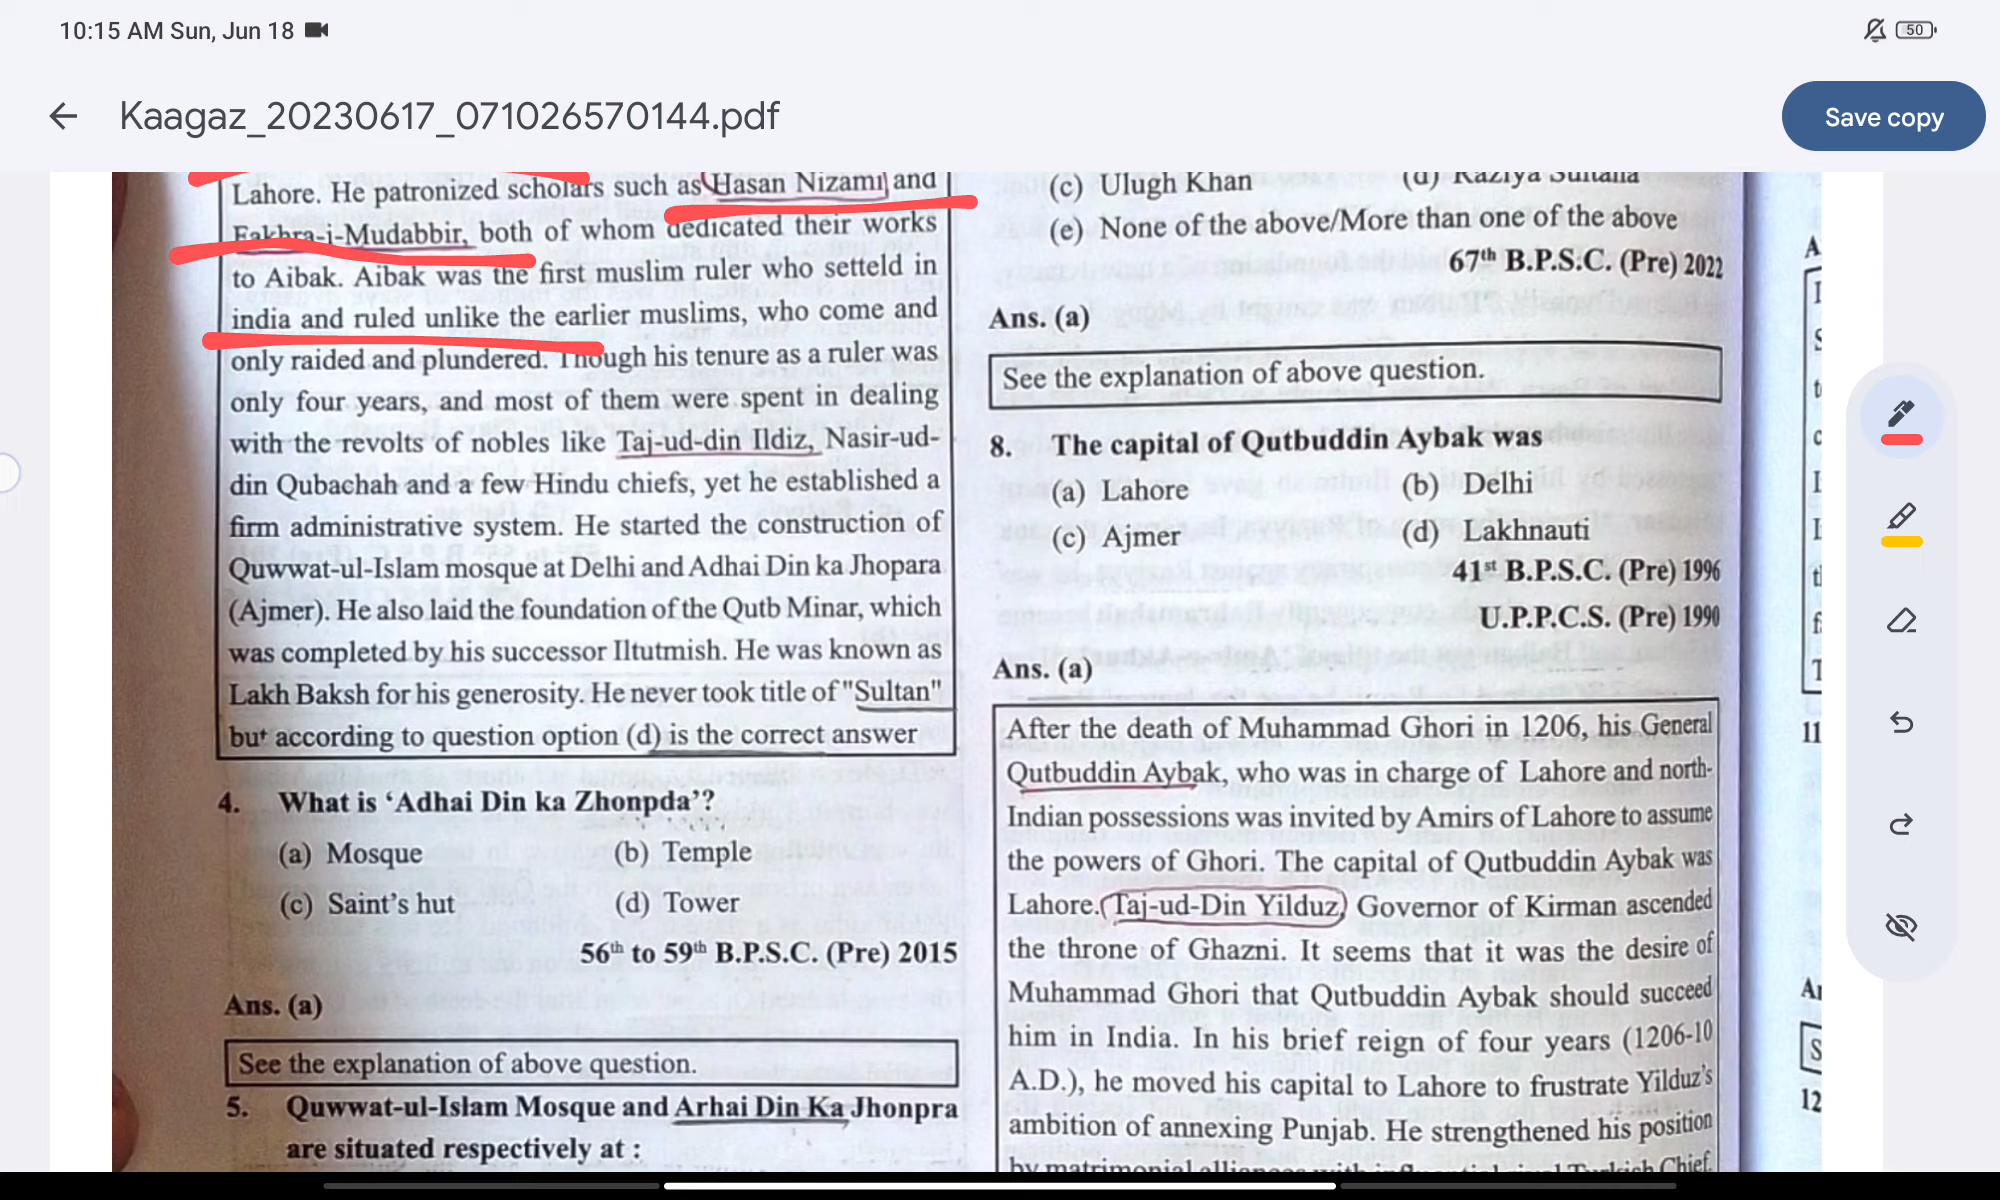 10:15 AM Sun, Jun 18
50
Kaagaz_20230617_071026570144.pdf
Save copy
Lahore. He patronized scholars such as Hasan Nizami and
Fakhra-i-Mudabbir, both of whom dedicated their works
to Aibak. Aibak was the first muslim ruler who setteld in
india and ruled unlike the earlier muslims, who come and
only raided and plundered. Though his tenure as a ruler was
only four years, and most of them were spent in dealing
with the revolts of nobles like Taj-ud-din Ildiz, Nasir-ud-
din Qubachah and a few Hindu chiefs, yet he established a
firm administrative system. He started the construction of
Quwwat-ul-Islam mosque at Delhi and Adhai Din ka Jhopara
(Ajmer). He also laid the foundation of the Qutb Minar, which
was completed by his successor Iltutmish. He was known as
Lakh Baksh for his generosity. He never took title of "Sultan"
but according to question option (d) is the correct answer
4. What is ‘Adhai Din ka Zhonpda’?
(a) Mosque (b) Temple
(c) Saint's hut (d) Tower
56th to 59th B.P.S.C. (Pre) 2015
Ans. (a)
See the explanation of above question.
5. Quwwat-ul-Islam Mosque and Arhai Din Ka Jhonpra
are situated respectively at :
(c) Ulugh Khan (d) Raziya Sultana
(e) None of the above/More than one of the above
67th B.P.S.C. (Pre) 2022
Ans. (a)
See the explanation of above question.
8. The capital of Qutbuddin Aybak was
(a) Lahore (b) Delhi
(c) Ajmer (d) Lakhnauti
41st B.P.S.C. (Pre) 1996
U.P.P.C.S. (Pre) 1990
Ans. (a)
After the death of Muhammad Ghori in 1206, his General
Qutbuddin Aybak, who was in charge of Lahore and north-
Indian possessions was invited by Amirs of Lahore to assume
the powers of Ghori. The capital of Qutbuddin Aybak was
Lahore. Taj-ud-Din Yilduz, Governor of Kirman ascended
the throne of Ghazni. It seems that it was the desire of
Muhammad Ghori that Qutbuddin Aybak should succeed
him in India. In his brief reign of four years (1206-10
A.D.), he moved his capital to Lahore to frustrate Yilduz's
ambition of annexing Punjab. He strengthened his position
by matrimonial alliances with Turkish Chief
11
12